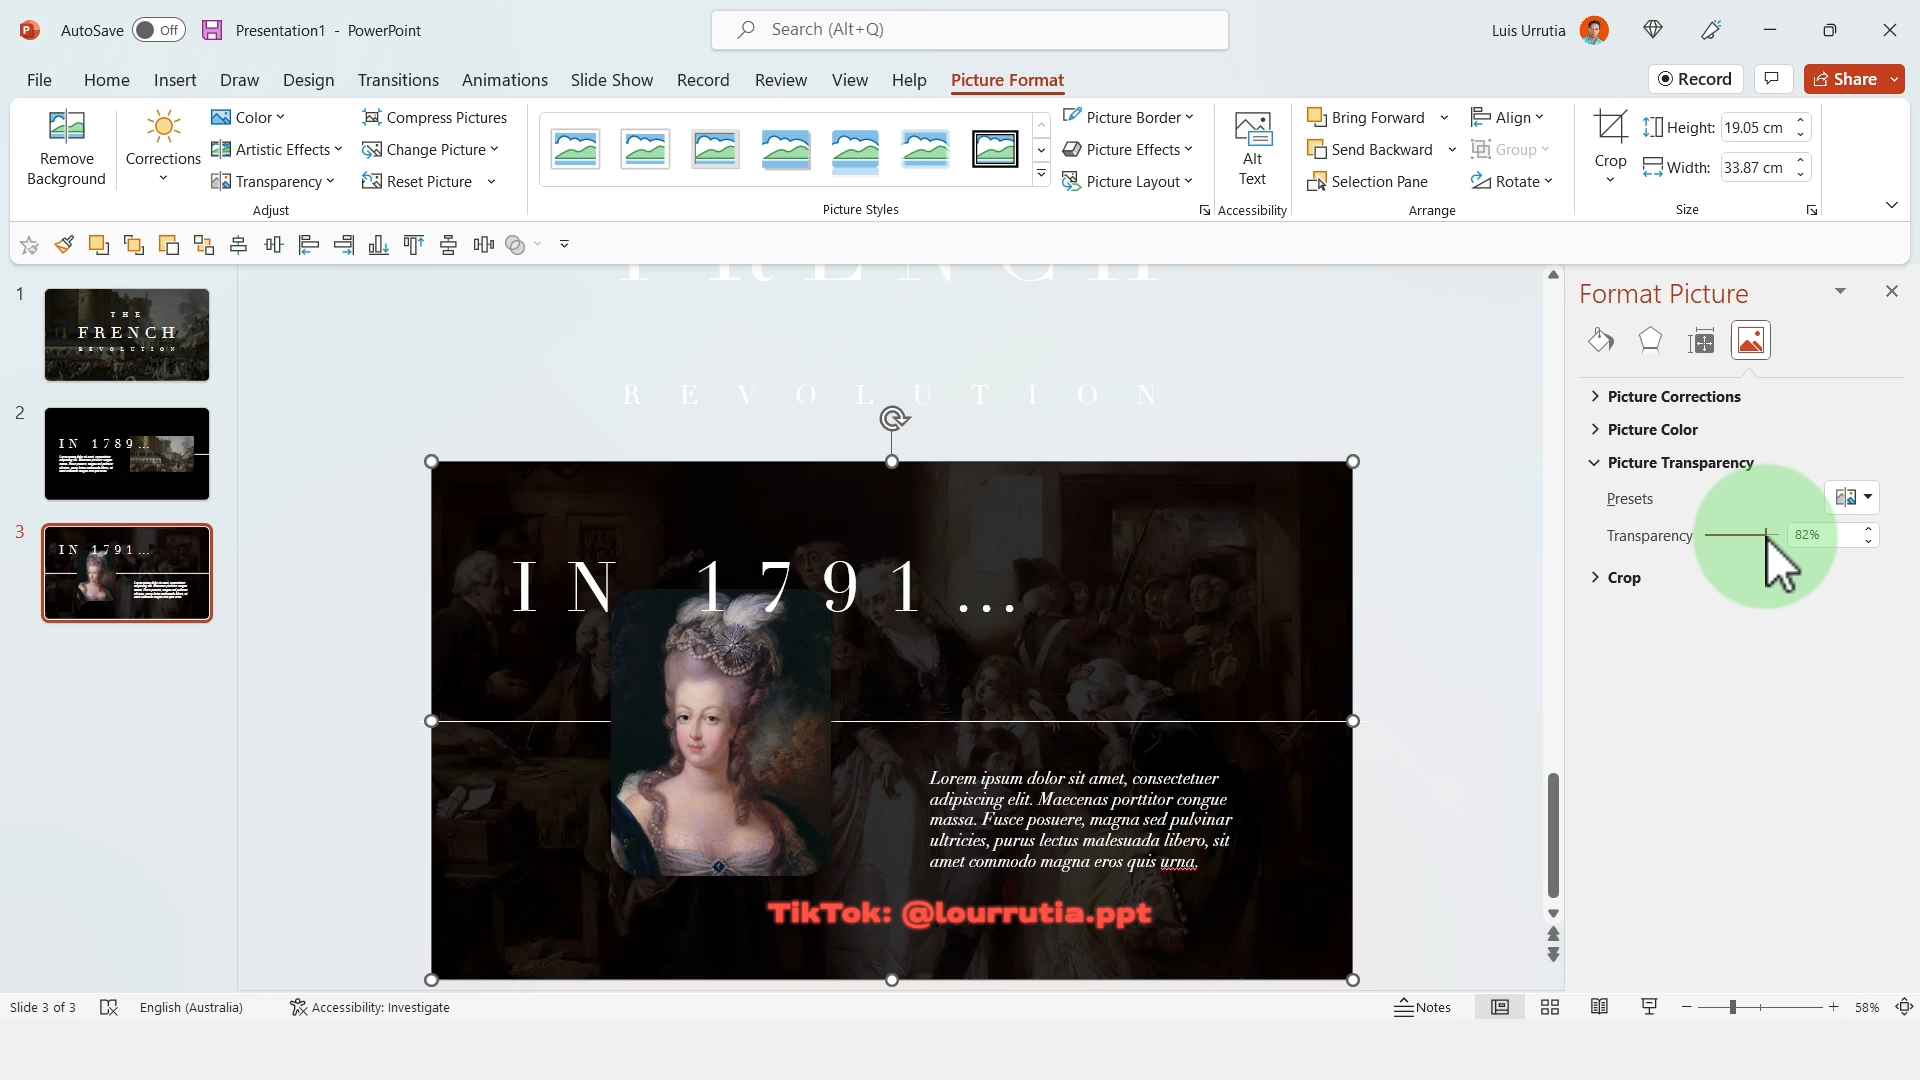 AutoSave Off Presentation1 - PowerPoint
Search (Alt+Q)
Luis Urrutia
File Home Insert Draw Design Transitions Animations Slide Show Record Review View Help Picture Format
Record Share
Remove Background
Corrections
Color
Artistic Effects
Transparency
Compress Pictures
Change Picture
Reset Picture
Adjust
Picture Styles
Picture Border
Picture Effects
Picture Layout
Alt Text
Accessibility
Bring Forward
Send Backward
Selection Pane
Align
Group
Rotate
Arrange
Crop
Height: 19.05 cm
Width: 33.87 cm
Size
1
THE
FRENCH
REVOLUTION
2
IN 1789...
3
IN 1791...
FRENCH
REVOLUTION
IN 1791...
Lorem ipsum dolor sit amet, consectetuer
adipiscing elit. Maecenas porttitor congue
massa. Fusce posuere, magna sed pulvinar
ultricies, purus lectus malesuada libero, sit
amet commodo magna eros quis urna.
TikTok: @lourrutia.ppt
Format Picture
Picture Corrections
Picture Color
Picture Transparency
Presets
Transparency 82%
Crop
Slide 3 of 3 English (Australia) Accessibility: Investigate Notes 58%